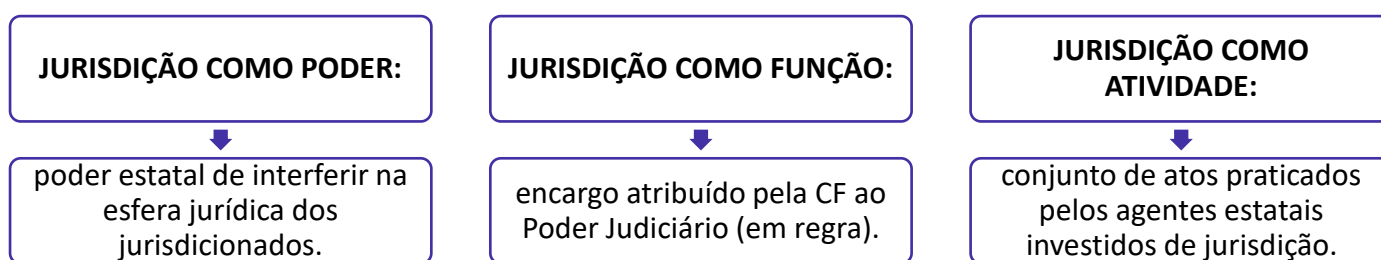 JURISDIÇÃO COMO PODER:
poder estatal de interferir na
esfera jurídica dos
jurisdicionados.
JURISDIÇÃO COMO FUNÇÃO:
encargo atribuído pela CF ao
Poder Judiciário (em regra).
JURISDIÇÃO COMO
ATIVIDADE:
conjunto de atos praticados
pelos agentes estatais
investidos de jurisdição.